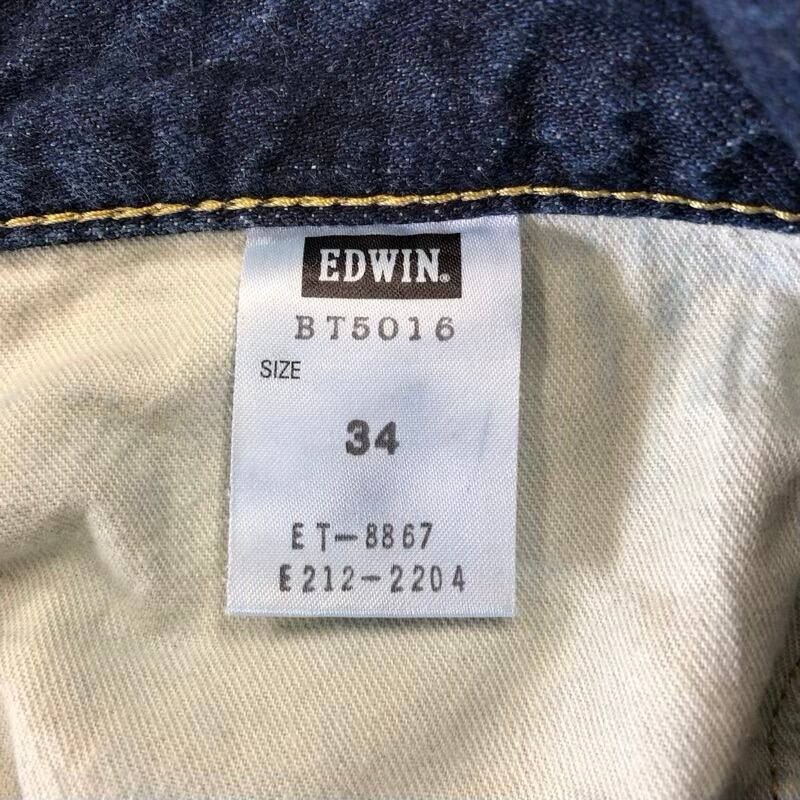 EDWIN®
BT5016
SIZE
34
ET-8867
E212-2204